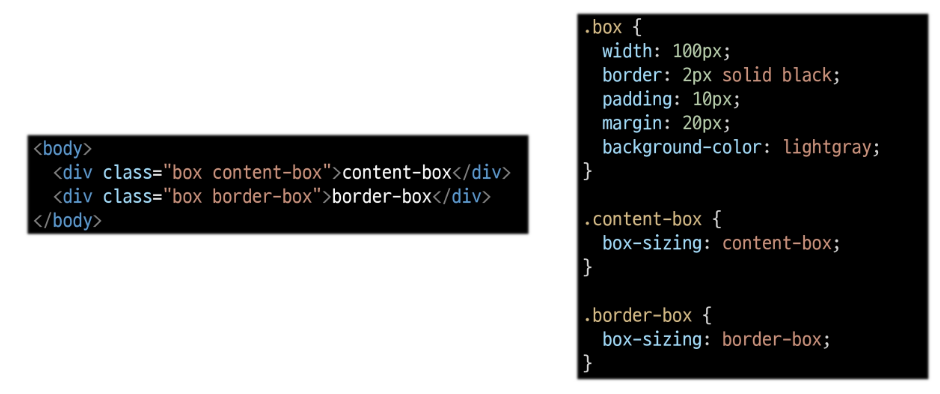 <body>
  <div class="box content-box">content-box</div>
  <div class="box border-box">border-box</div>
</body>
.box {
  width: 100px;
  border: 2px solid black;
  padding: 10px;
  margin: 20px;
  background-color: lightgray;
}

.content-box {
  box-sizing: content-box;
}

.border-box {
  box-sizing: border-box;
}